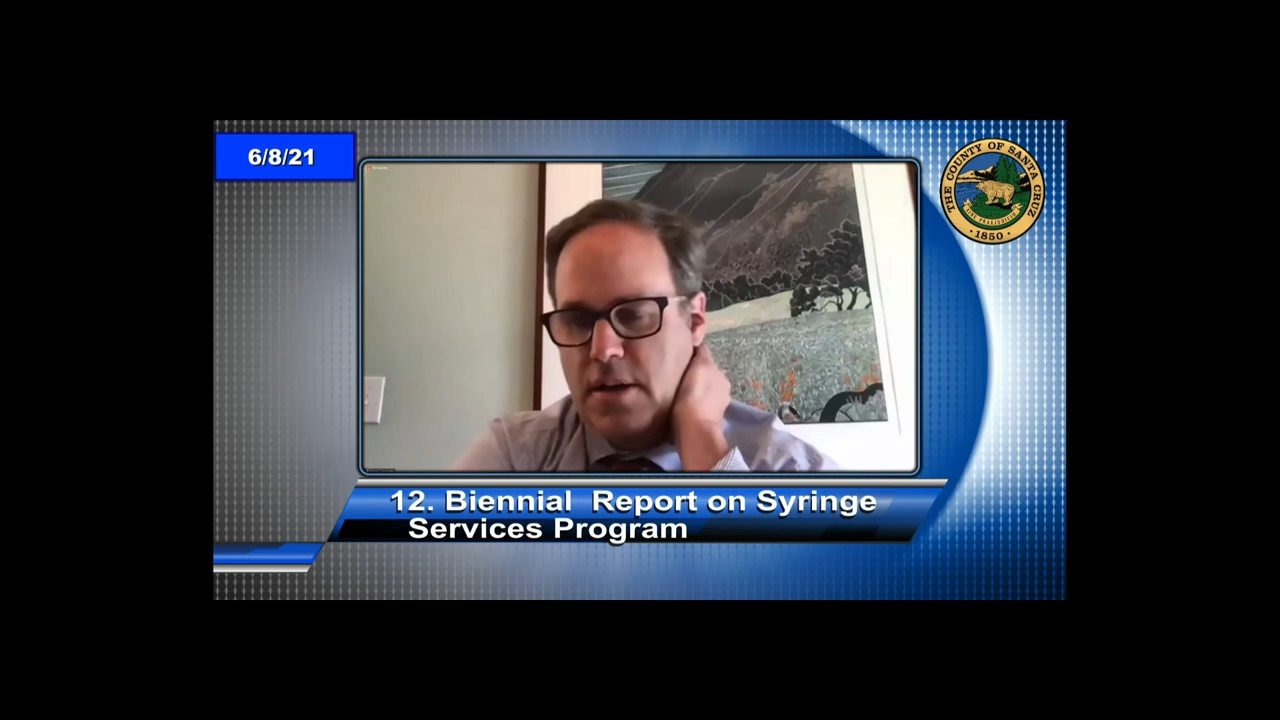 6/8/21
THE COUNTY OF SANTA CRUZ
1850
12. Biennial Report on Syringe
Services Program